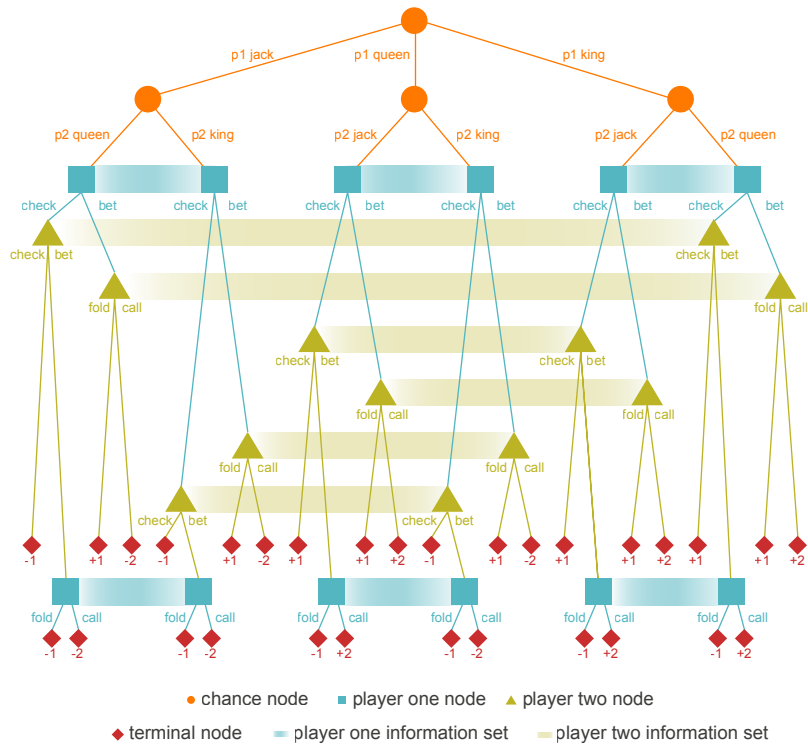 p1 jack p1 queen p1 king
p2 queen p2 king p2 jack p2 king p2 jack p2 queen
check bet check bet check bet check bet check bet check bet
check bet check bet
fold call fold call
check bet check bet
fold call fold call
fold call fold call
check bet check bet
-1 +1 -2 -1 +1 -2 +1 +1 +2 -1 +1 -2 +1 +1 +2 +1 +1 +2
fold call fold call fold call fold call fold call fold call
-1 -2 -1 -2 -1 +2 -1 -2 -1 +2 -1 +2
chance node player one node player two node
terminal node player one information set player two information set